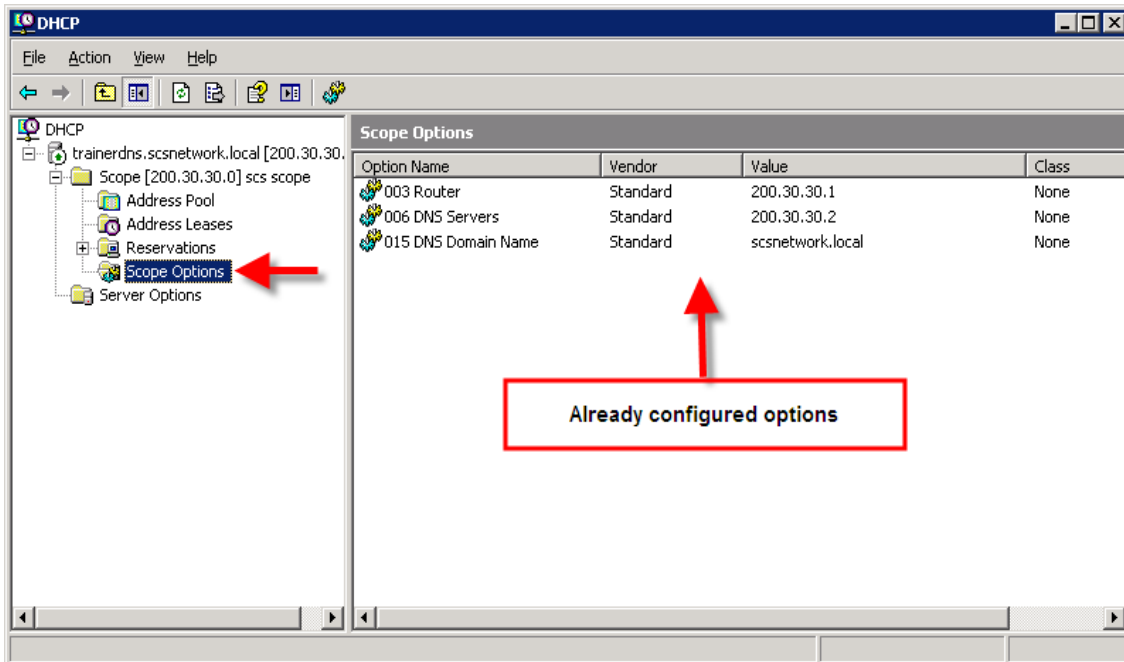 DHCP
File Action View Help
DHCP
trainerdns.scsnetwork.local [200.30.30.
Scope [200.30.30.0] scs scope
Address Pool
Address Leases
Reservations
Scope Options
Server Options
Scope Options
Option Name Vendor Value Class
003 Router Standard 200.30.30.1 None
006 DNS Servers Standard 200.30.30.2 None
015 DNS Domain Name Standard scsnetwork.local None
Already configured options